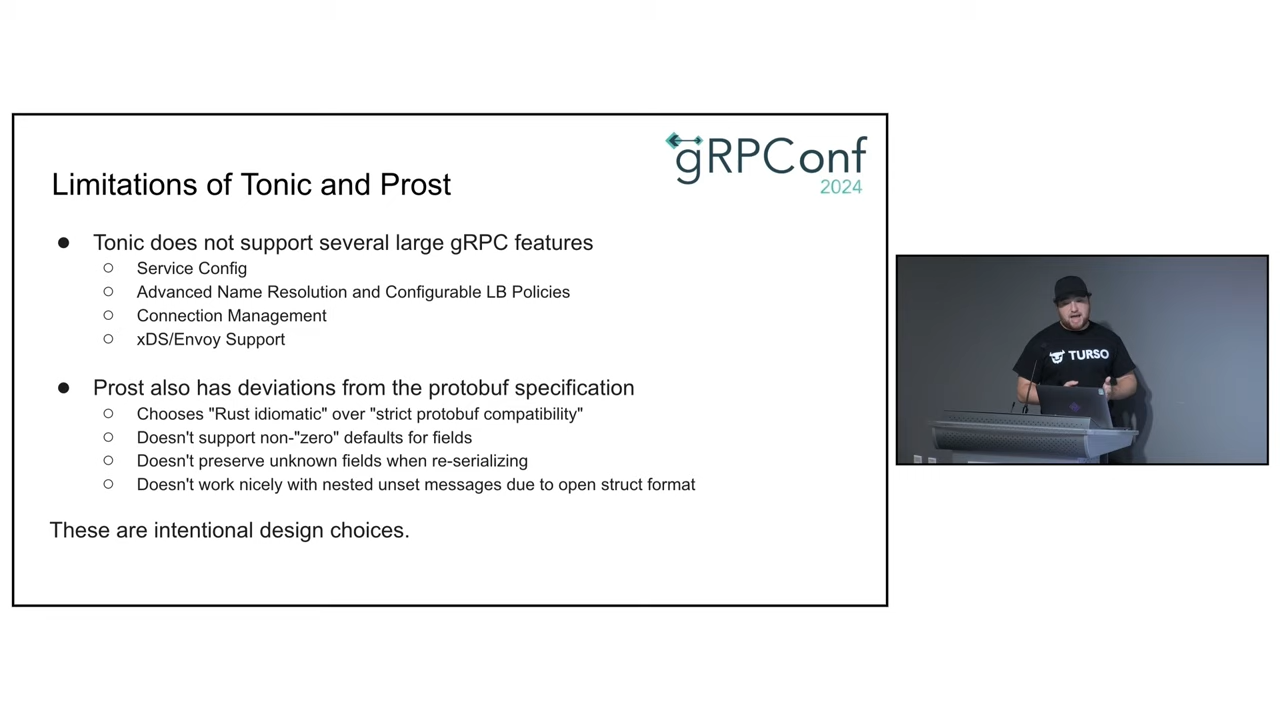 gRPConf
2024
Limitations of Tonic and Prost
● Tonic does not support several large gRPC features
○ Service Config
○ Advanced Name Resolution and Configurable LB Policies
○ Connection Management
○ xDS/Envoy Support
● Prost also has deviations from the protobuf specification
○ Chooses "Rust idiomatic" over "strict protobuf compatibility"
○ Doesn't support non-"zero" defaults for fields
○ Doesn't preserve unknown fields when re-serializing
○ Doesn't work nicely with nested unset messages due to open struct format
These are intentional design choices.
TURSO